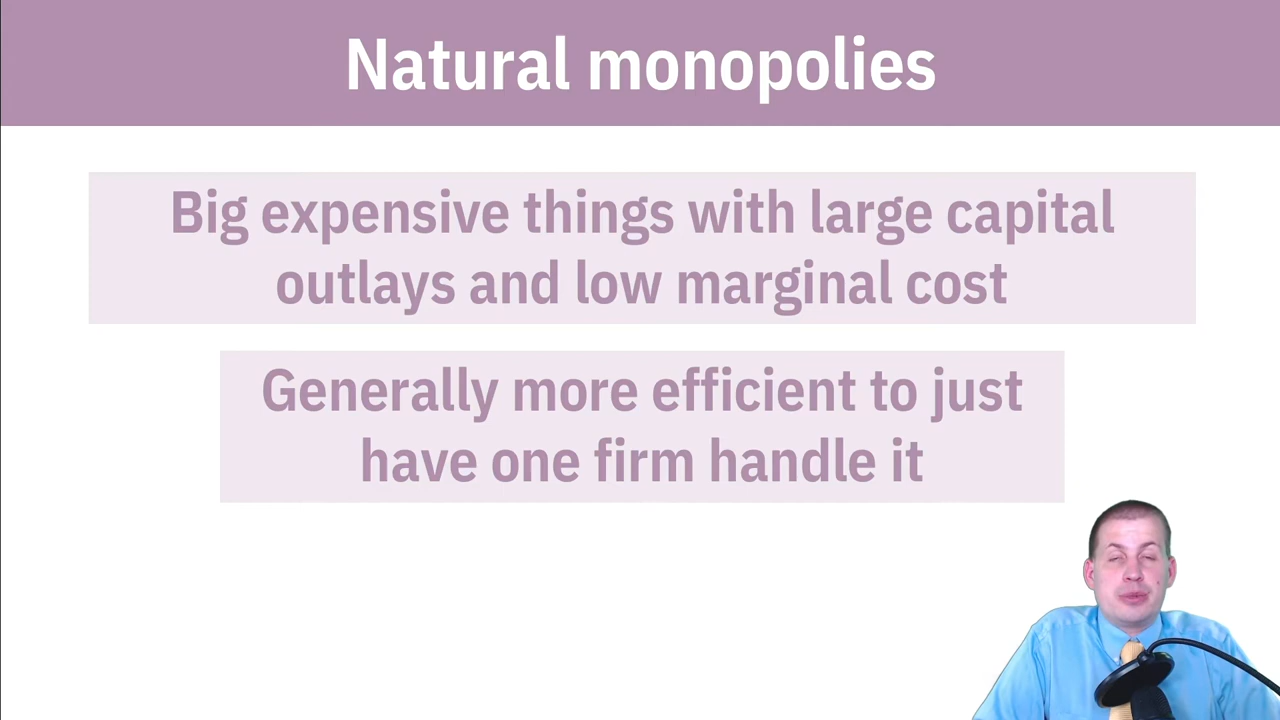 Natural monopolies
Big expensive things with large capital
outlays and low marginal cost
Generally more efficient to just
have one firm handle it